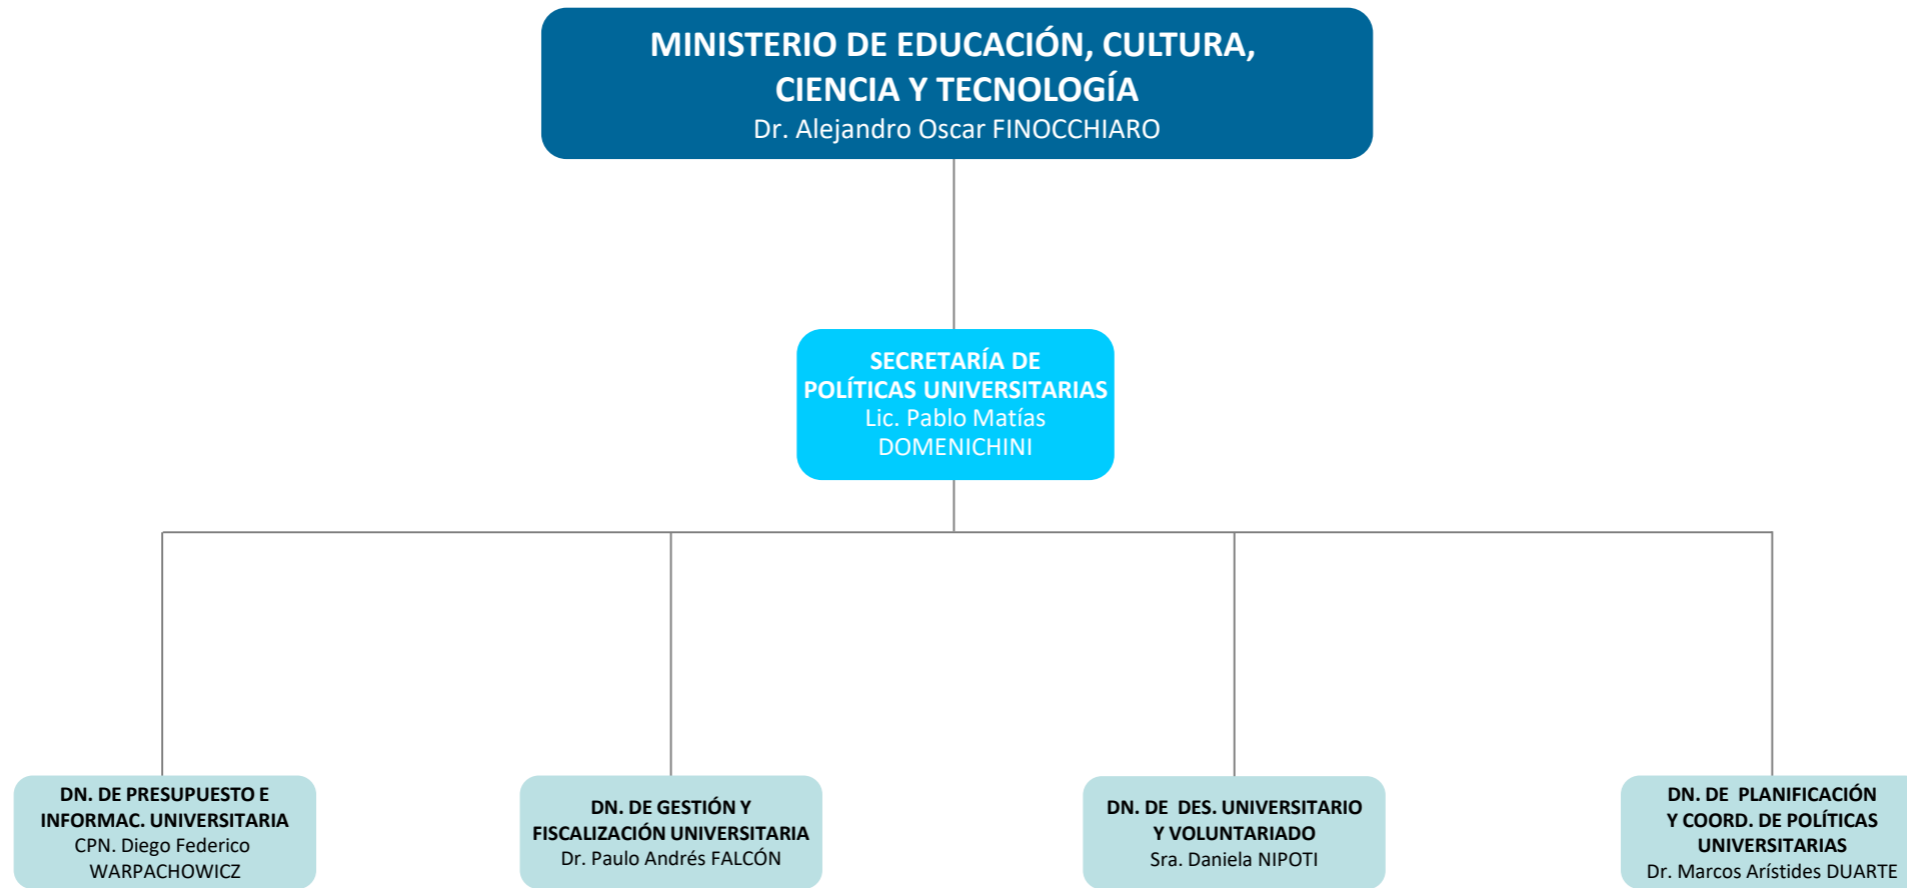 MINISTERIO DE EDUCACIÓN, CULTURA,
CIENCIA Y TECNOLOGÍA
Dr. Alejandro Oscar FINOCCHIARO
SECRETARÍA DE
POLÍTICAS UNIVERSITARIAS
Lic. Pablo Matías
DOMENICHINI
DN. DE PRESUPUESTO E
INFORMAC. UNIVERSITARIA
CPN. Diego Federico
WARPACHOWICZ
DN. DE GESTIÓN Y
FISCALIZACIÓN UNIVERSITARIA
Dr. Paulo Andrés FALCÓN
DN. DE DES. UNIVERSITARIO
Y VOLUNTARIADO
Sra. Daniela NIPOTI
DN. DE PLANIFICACIÓN
Y COORD. DE POLÍTICAS
UNIVERSITARIAS
Dr. Marcos Arístides DUARTE